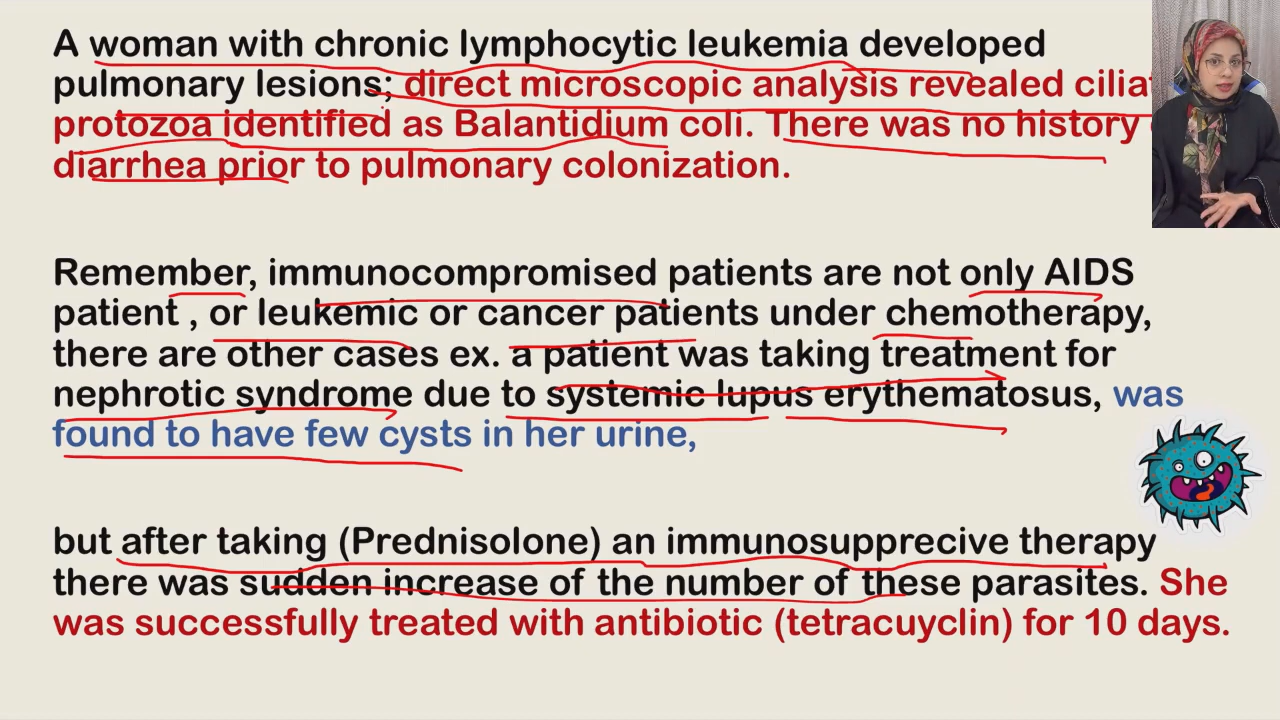 A woman with chronic lymphocytic leukemia developed
pulmonary lesions; direct microscopic analysis revealed
protozoa identified as Balantidium coli. There was no history
diarrhea prior to pulmonary colonization.
Remember, immunocompromised patients are not only AIDS
patient , or leukemic or cancer patients under chemotherapy,
there are other cases ex. a patient was taking treatment for
nephrotic syndrome due to systemic lupus erythematosus, was
found to have few cysts in her urine,
but after taking (Prednisolone) an immunosupprecive therapy
there was sudden increase of the number of these parasites. She
was successfully treated with antibiotic (tetracuyclin) for 10 days.